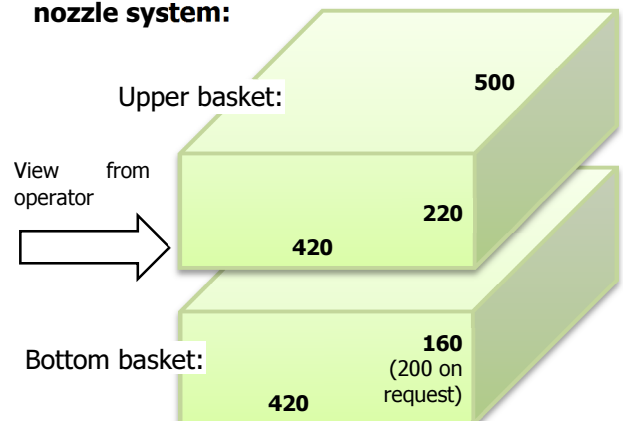 nozzle system:
Upper basket:
500
View from
operator
220
420
Bottom basket:
160
(200 on
request)
420